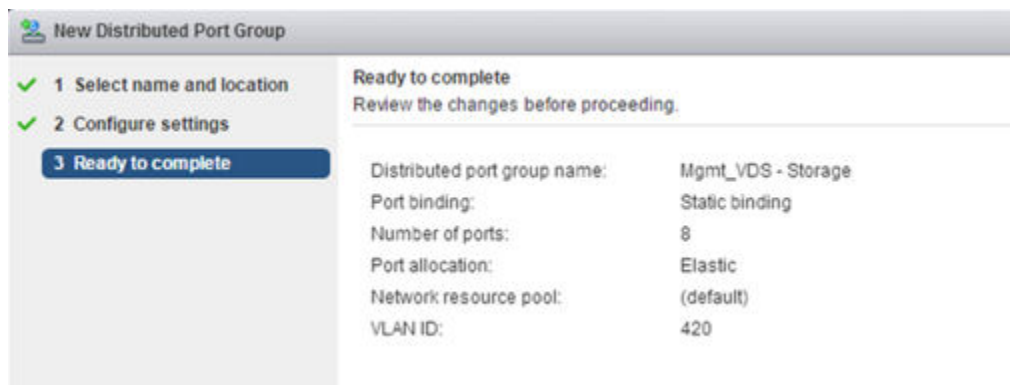 New Distributed Port Group
1 Select name and location
2 Configure settings
3 Ready to complete
Ready to complete
Review the changes before proceeding.
Distributed port group name: Mgmt_VDS - Storage
Port binding: Static binding
Number of ports: 8
Port allocation: Elastic
Network resource pool: (default)
VLAN ID: 420